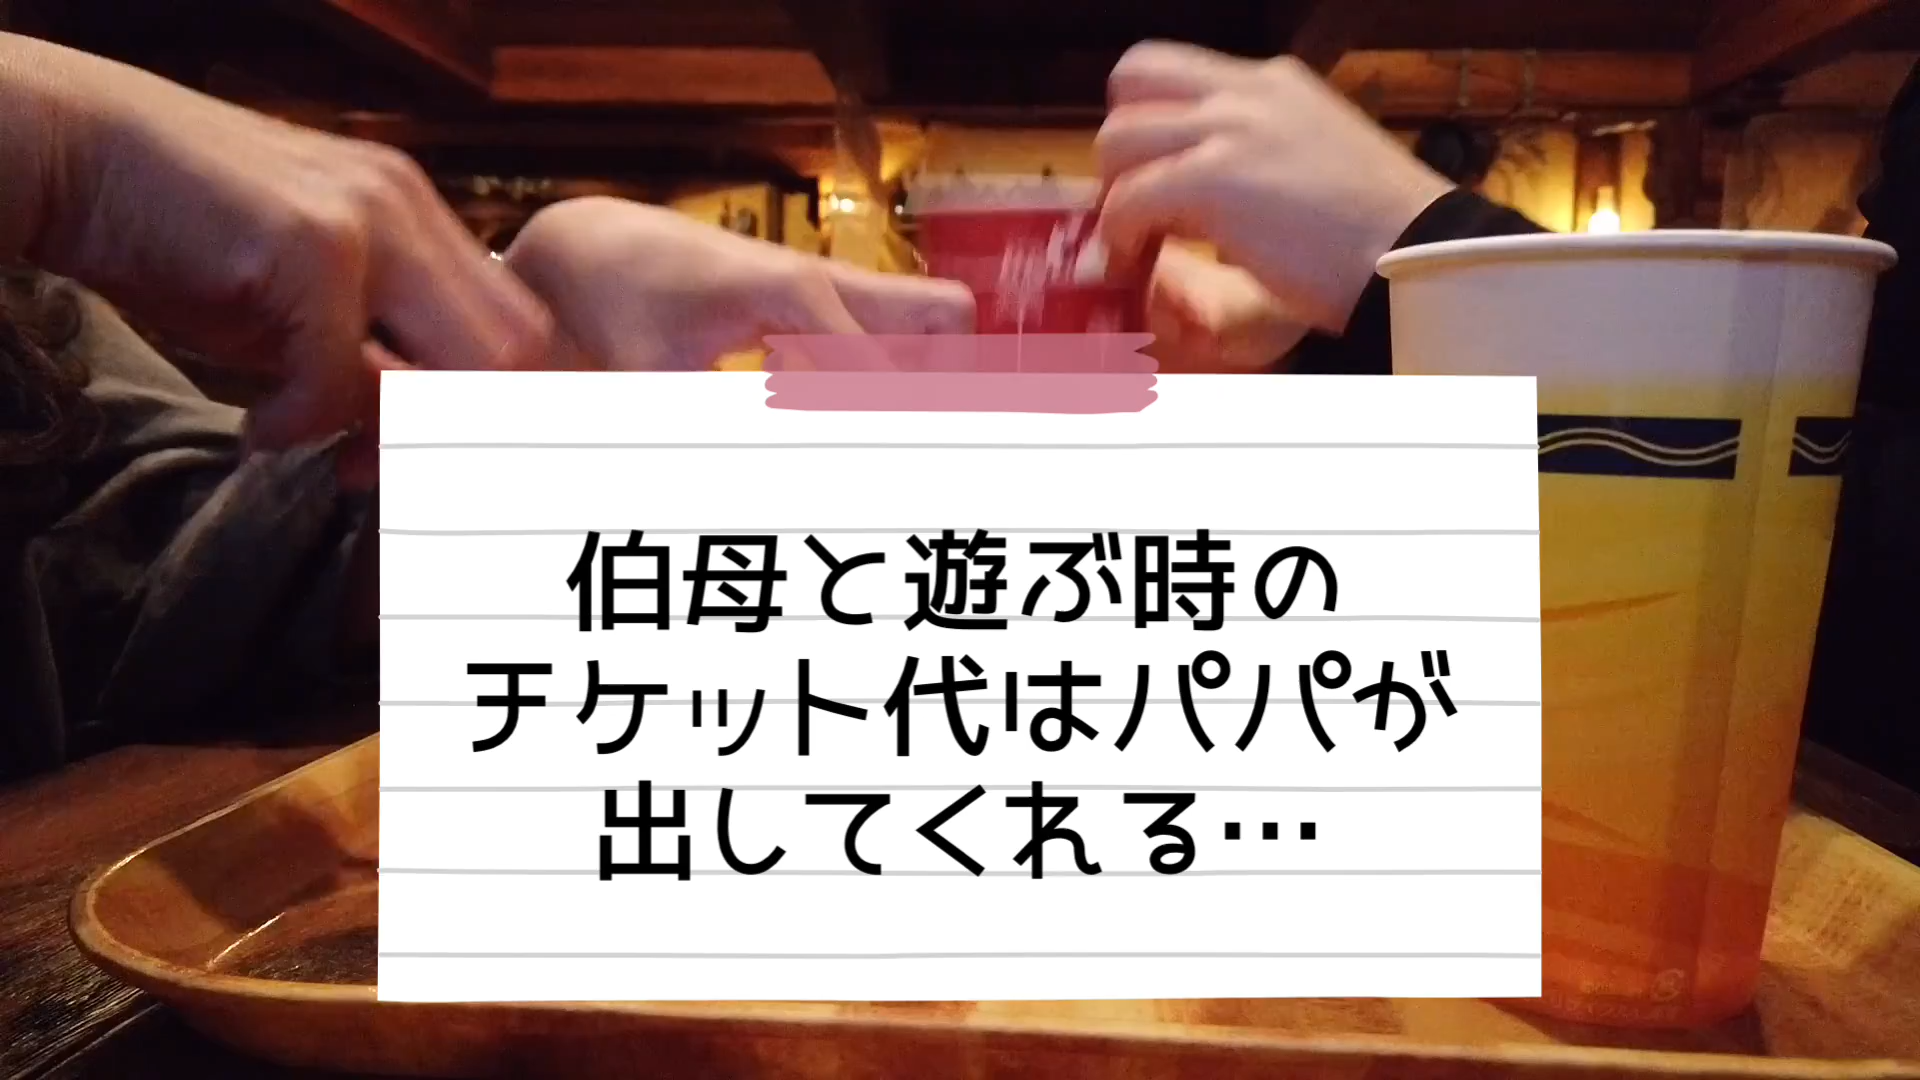 伯母と遊ぶ時の
チケット代はパパが
出してくれる…